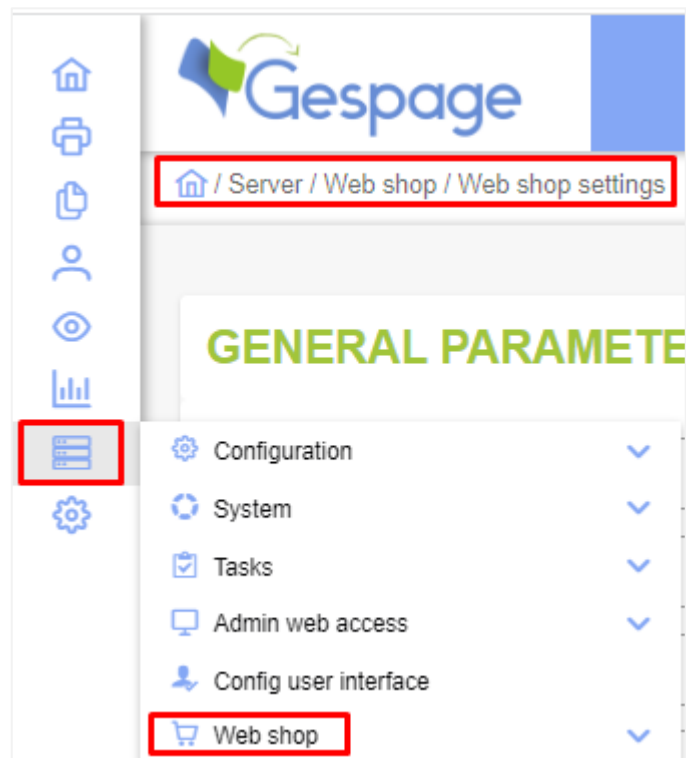 Gespage
/ Server / Web shop / Web shop settings
GENERAL PARAMETE
Configuration
System
Tasks
Admin web access
Config user interface
Web shop